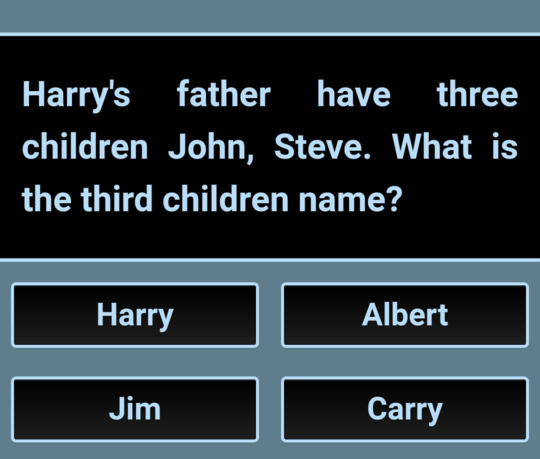 Harry's father have three
children John, Steve. What is
the third children name?
Harry
Albert
Jim
Carry